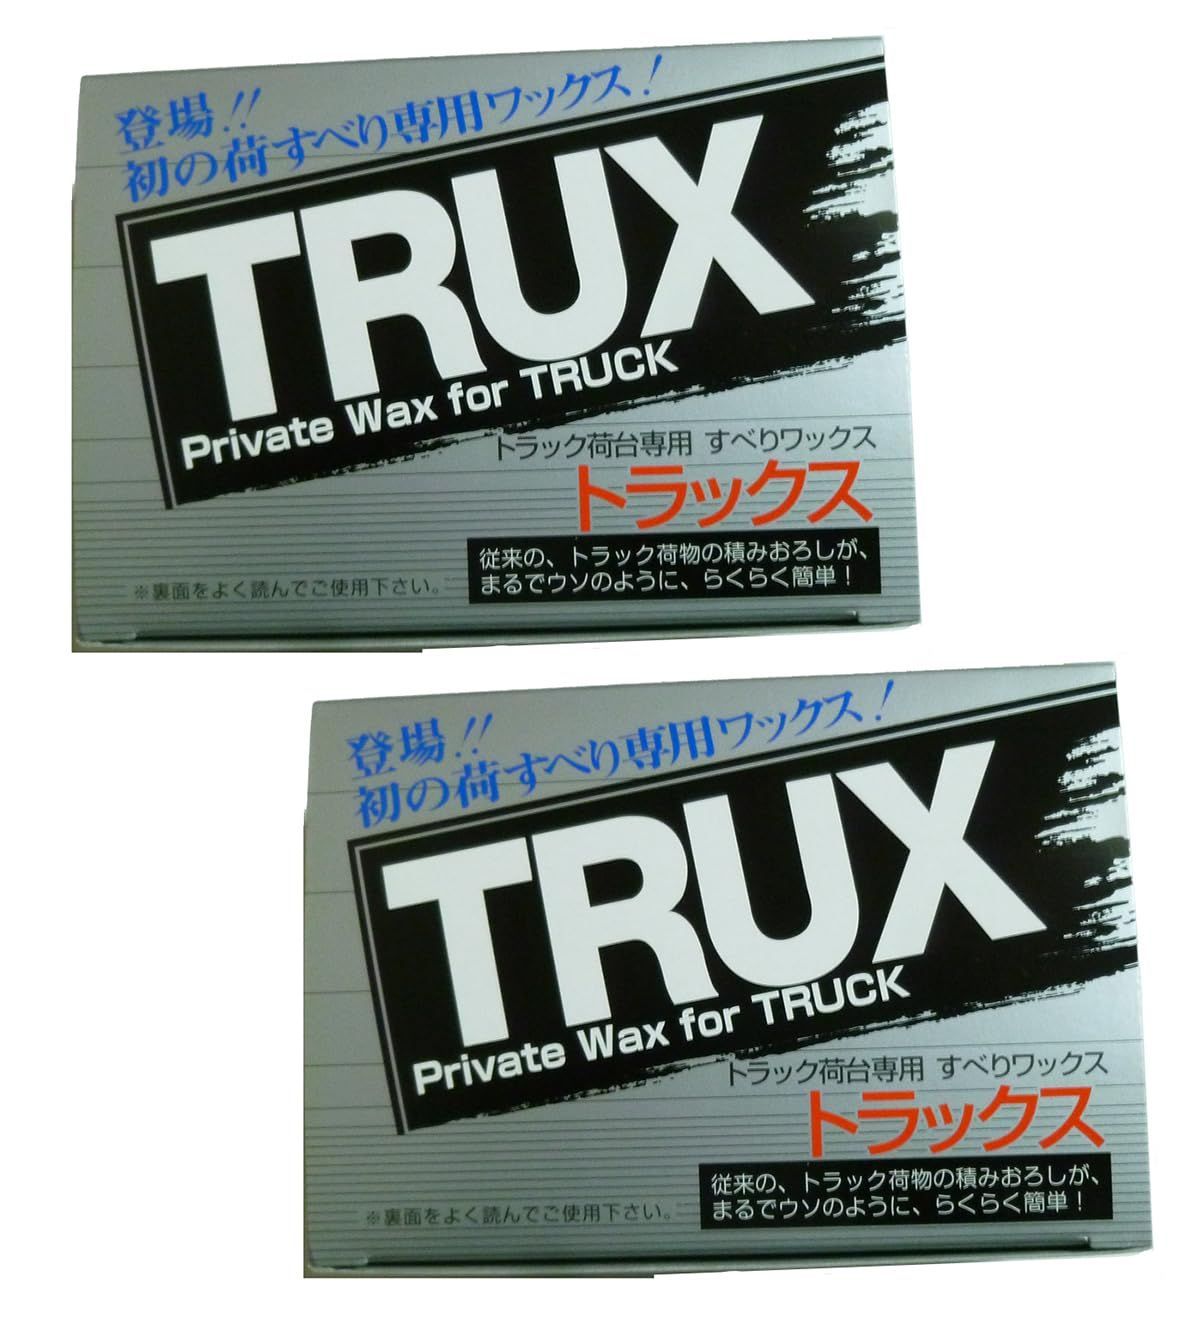 登場!!
初の荷すべり専用ワックス!
TRUX
Private Wax for TRUCK
トラック荷台専用 すべりワックス
トラックス
従来の、トラック荷物の積みおろしが、
まるでウソのように、らくらく簡単!
※裏面をよく読んでご使用下さい。
登場!!
初の荷すべり専用ワックス!
TRUX
Private Wax for TRUCK
トラック荷台専用 すべりワックス
トラックス
従来の、トラック荷物の積みおろしが、
まるでウソのように、らくらく簡単!
※裏面をよく読んでご使用下さい。